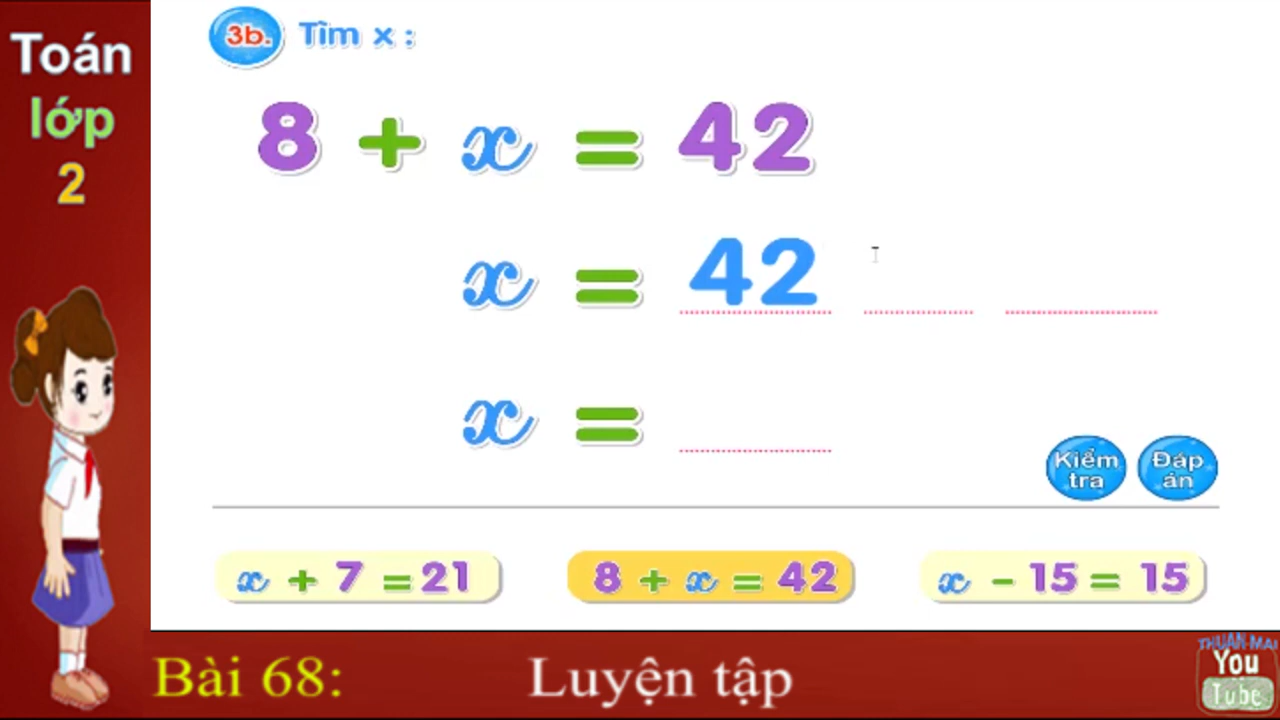 Toán
lớp
2
3b. Tìm x :
8 + x = 42
x = 42
x =
Kiểm
tra
Đáp
án
x + 7 = 21
8 + x = 42
x - 15 = 15
Bài 68: Luyện tập
THUAN-MAI
You
Tube